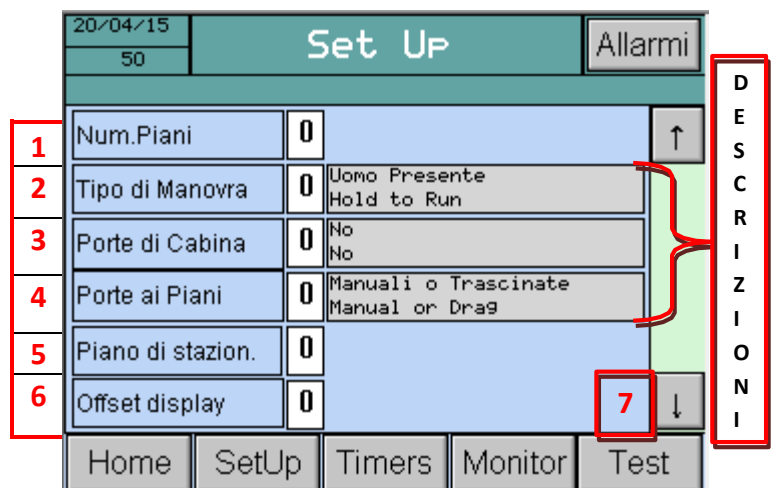 20/04/15
50
Set Up
Allarmi
1
Num.Piani
0
↑
2
Tipo di Manovra
0
Uomo Presente
Hold to Run
3
Porte di Cabina
0
No
No
4
Porte ai Piani
0
Manuali o Trascinate
Manual or Drag
5
Piano di stazion.
0
6
Offset display
0
7
↓
Home
SetUp
Timers
Monitor
Test
DESCRIZIONI